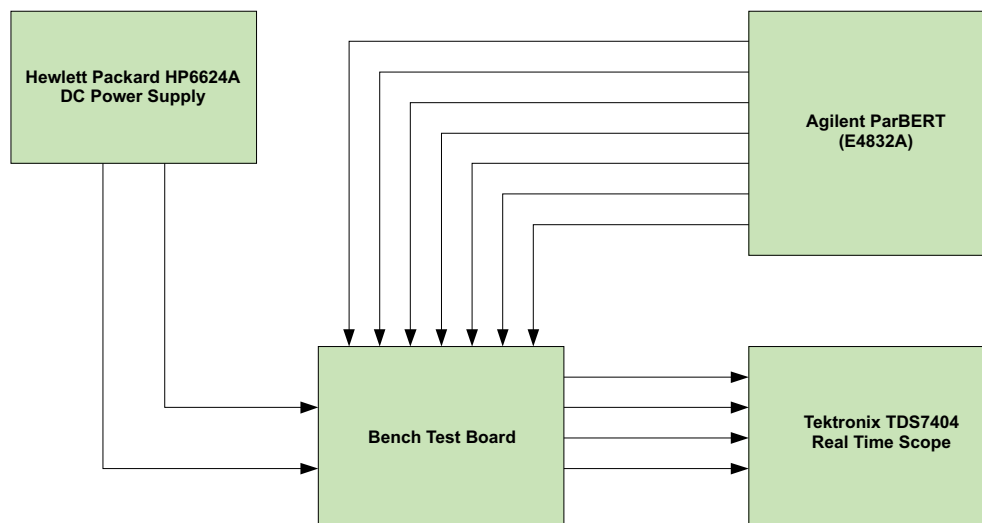 Hewlett Packard HP6624A
DC Power Supply
Agilent ParBERT
(E4832A)
Bench Test Board
Tektronix TDS7404
Real Time Scope